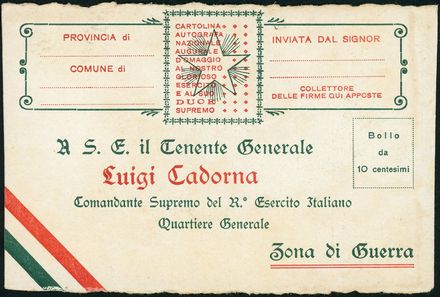 PROVINCIA di
COMUNE di
CARTOLINA
AUTOGRAFA
NAZIONALE
AUGURALE
D'OMAGGIO
AL NOSTRO
GLORIOSO
ESERCITO
E AL SUO
DUCE
SUPREMO
INVIATA DAL SIGNOR
COLLETTORE
DELLE FIRME QUI APPOSTE
Bollo
da
10 centesimi
A S. E. il Tenente Generale
Luigi Cadorna
Comandante Supremo del R.º Esercito Italiano
Quartiere Generale
Zona di Guerra